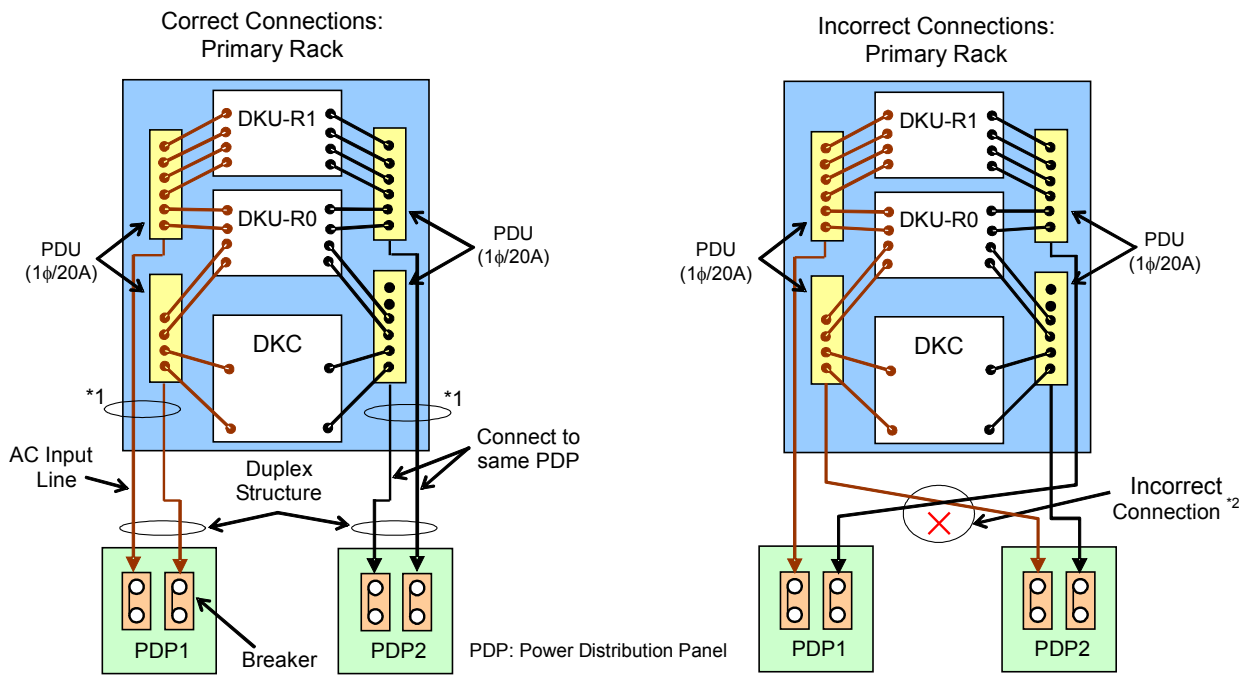 Correct Connections:
Primary Rack
DKU-R1
DKU-R0
DKC
PDU
(1ϕ/20A)
PDU
(1ϕ/20A)
*1
*1
AC Input
Line
Duplex
Structure
Connect to
same PDP
PDP1
Breaker
PDP2
PDP: Power Distribution Panel
Incorrect Connections:
Primary Rack
DKU-R1
DKU-R0
DKC
PDU
(1ϕ/20A)
PDU
(1ϕ/20A)
Incorrect
Connection *2
PDP1
PDP2